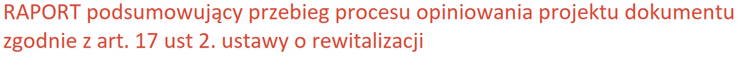 RAPORT podsumowujący przebieg procesu opiniowania projektu dokumentu
zgodnie z art. 17 ust 2. ustawy o rewitalizacji